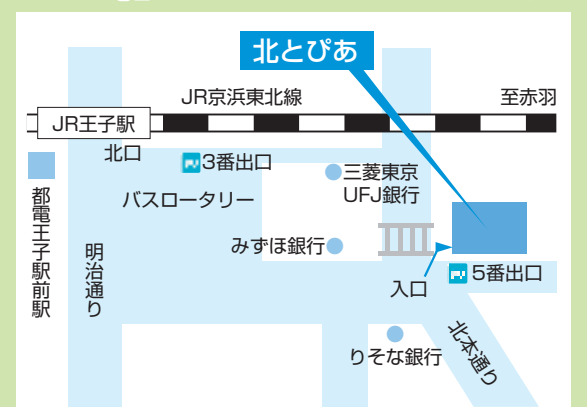 北とぴあ
JR京浜東北線
至赤羽
JR王子駅
北口
3番出口
三菱東京
UFJ銀行
バスロータリー
都電王子駅前駅
明治通り
みずほ銀行
入口
5番出口
りそな銀行
北本通り